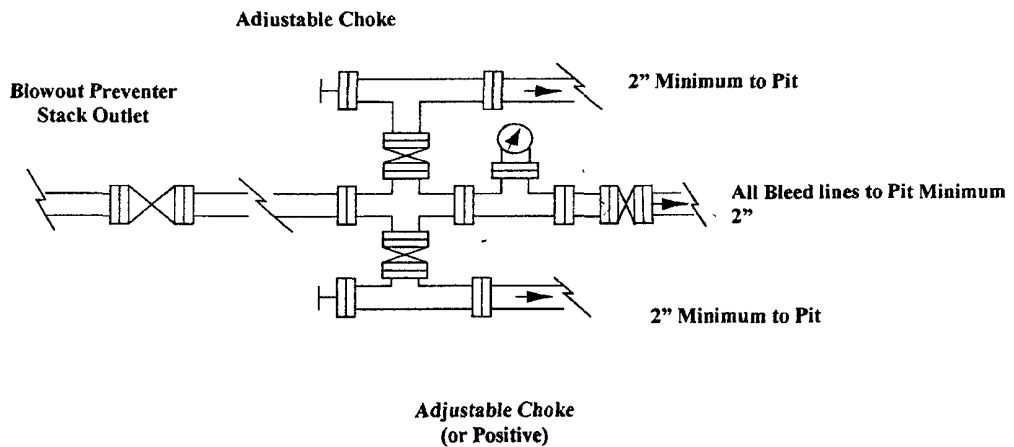 Adjustable Choke
Blowout Preventer
Stack Outlet
2” Minimum to Pit
All Bleed lines to Pit Minimum
2”
2” Minimum to Pit
Adjustable Choke
(or Positive)